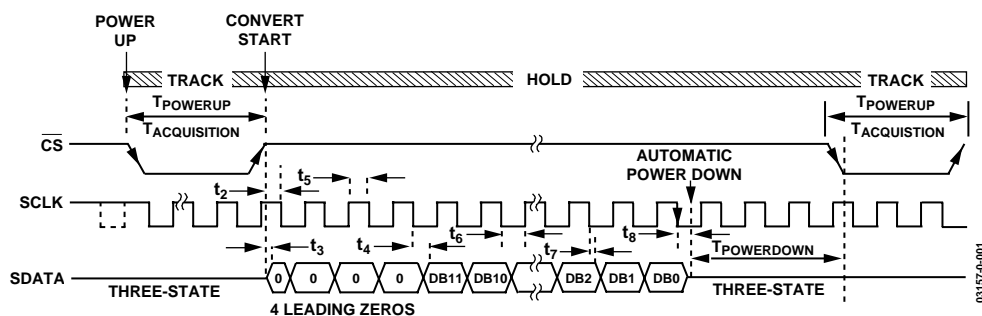 POWER UP
CONVERT START
TRACK
HOLD
TRACK
TPOWERUP
TACQUISITION
TPOWERUP
TACQUISITION
CS
AUTOMATIC POWER DOWN
t2
t5
SCLK
t3
t4
t6
t7
t8
TPOWERDOWN
SDATA
THREE-STATE
0
0
0
0
DB11
DB10
DB2
DB1
DB0
THREE-STATE
4 LEADING ZEROS
03157-0-001